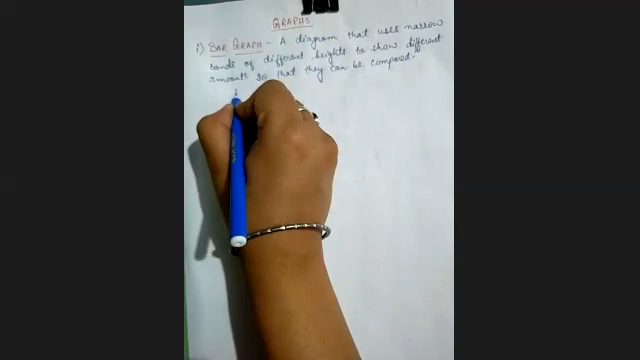 GRAPHS
1) BAR GRAPH - A diagram that uses narrow
bands of different heights to show different
amounts so that they can be compared.